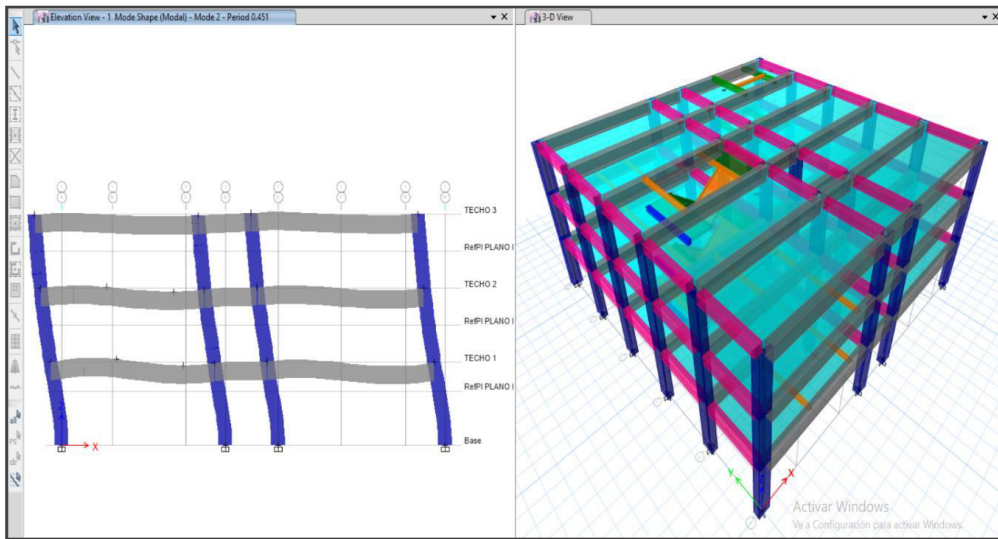 Elevation View - 1 Mode Shape (Modal) - Mode 2 - Period 0.451
3-D View
TECHO 3
RefPl PLANO I
TECHO 2
RefPl PLANO I
TECHO 1
RefPl PLANO I
Base
X
Y
X
Activar Windows
Ve a Configuración para activar Windows.